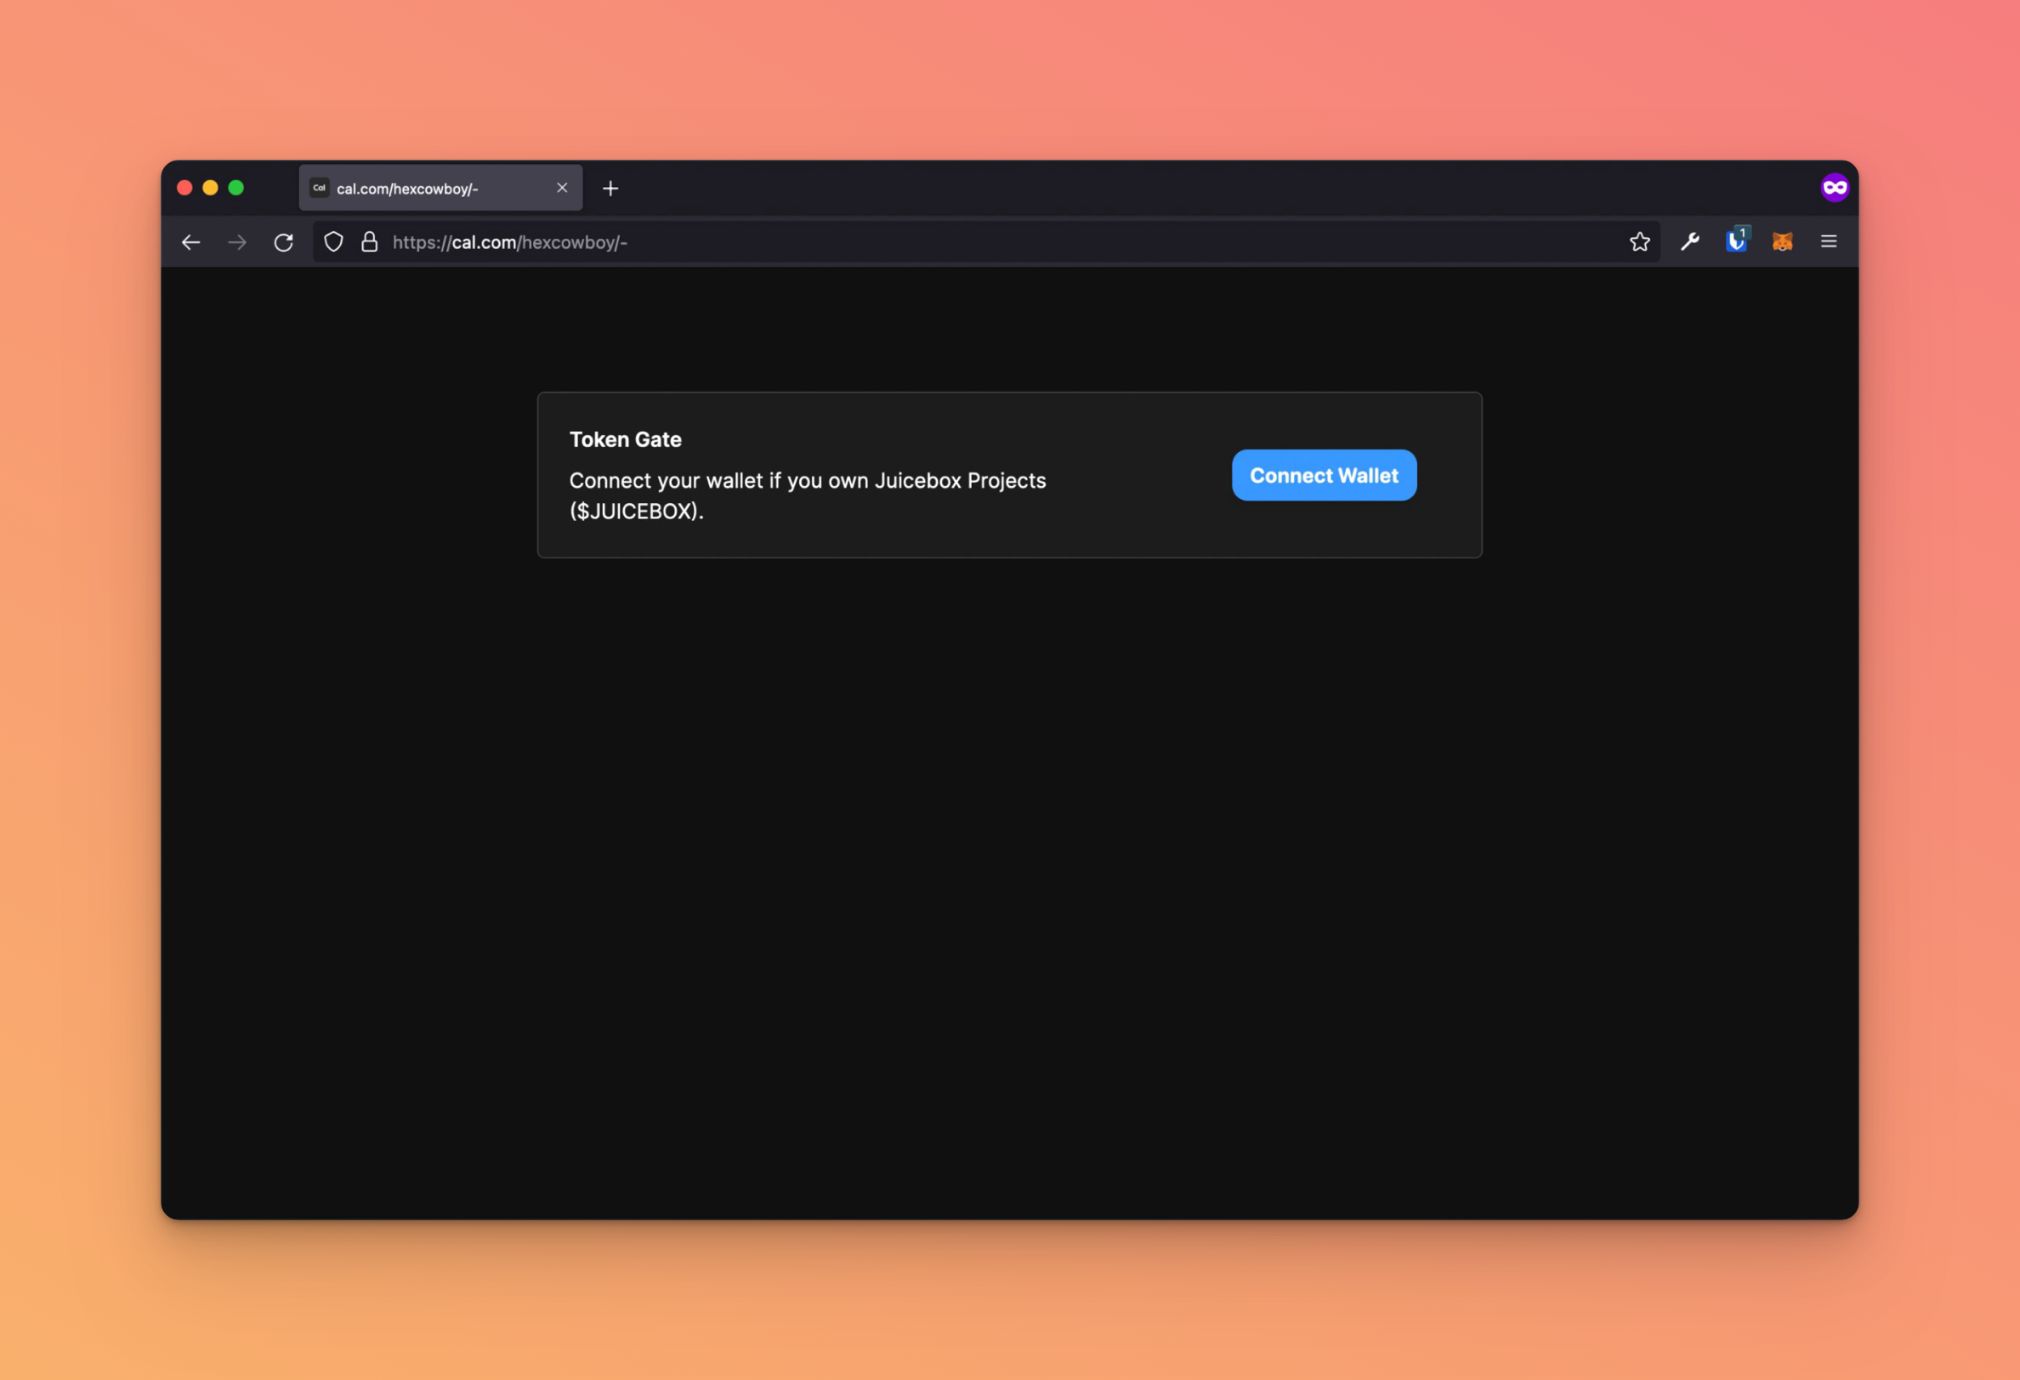 Cal cal.com/hexcowboy/-
https://cal.com/hexcowboy/-
1
Token Gate
Connect your wallet if you own Juicebox Projects
($JUICEBOX).
Connect Wallet